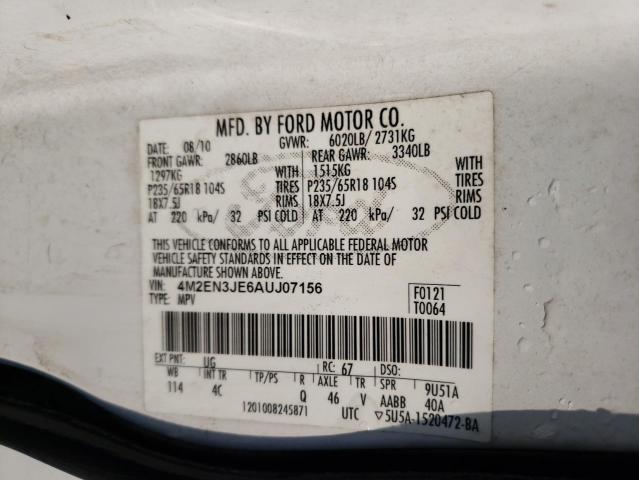 MFD. BY FORD MOTOR CO.
DATE: 08/10 GVWR: 6020LB/ 2731KG
FRONT GAWR: 2860LB REAR GAWR: 3340LB
1297KG 1515KG
P235/65R18 104S TIRES P235/65R18 104S TIRES
18X7.5J RIMS 18X7.5J RIMS
AT 220 kPa/ 32 PSI COLD AT 220 kPa/ 32 PSI COLD
THIS VEHICLE CONFORMS TO ALL APPLICABLE FEDERAL MOTOR
VEHICLE SAFETY STANDARDS IN EFFECT ON THE DATE OF
MANUFACTURE SHOWN ABOVE.
VIN: 4M2EN3JE6AUJ07156 F0121
TYPE: MPV T0064
EXT PNT: UG RC: 67 DSO:
WB INT TR TP/PS R AXLE TR SPR 9U51A
114 4C Q 46 V AABB 40A
1201008245871 UTC ▽5U5A-1520472-BA